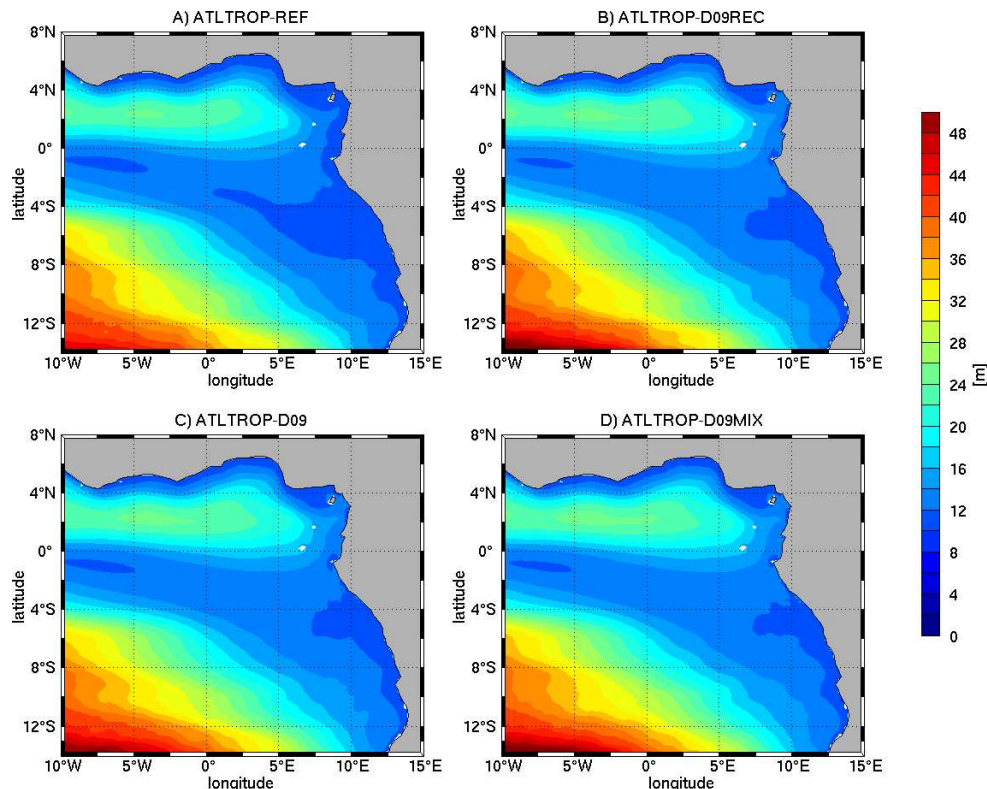 A) ATLTROP-REF
8°N
4°N
0°
4°S
8°S
12°S
latitude
10°W 5°W 0° 5°E 10°E 15°E
longitude
B) ATLTROP-D09REC
8°N
4°N
0°
4°S
8°S
12°S
latitude
10°W 5°W 0° 5°E 10°E 15°E
longitude
C) ATLTROP-D09
8°N
4°N
0°
4°S
8°S
12°S
latitude
10°W 5°W 0° 5°E 10°E 15°E
longitude
D) ATLTROP-D09MIX
8°N
4°N
0°
4°S
8°S
12°S
latitude
10°W 5°W 0° 5°E 10°E 15°E
longitude
48
44
40
36
32
28
24
20
16
12
8
4
0
[m]